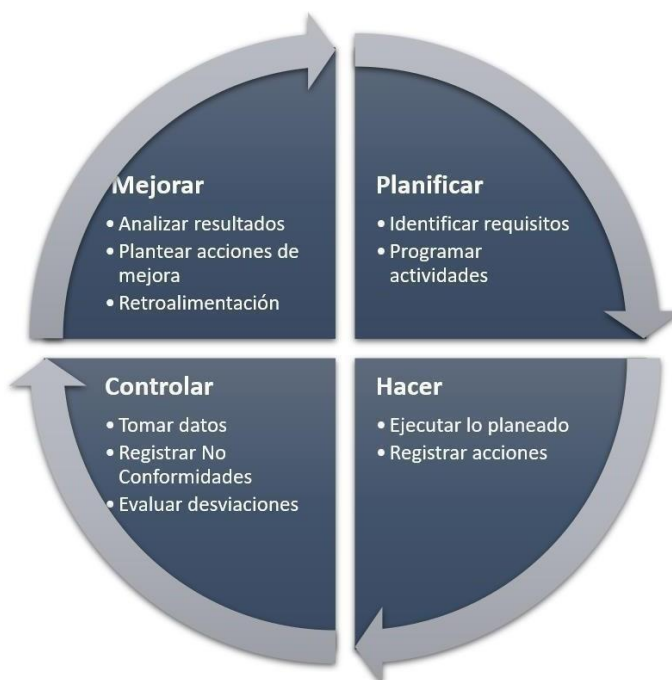 Mejorar
• Analizar resultados
• Plantear acciones de
mejora
• Retroalimentación
Planificar
• Identificar requisitos
• Programar
actividades
Controlar
• Tomar datos
• Registrar No
Conformidades
• Evaluar desviaciones
Hacer
• Ejecutar lo planeado
• Registrar acciones